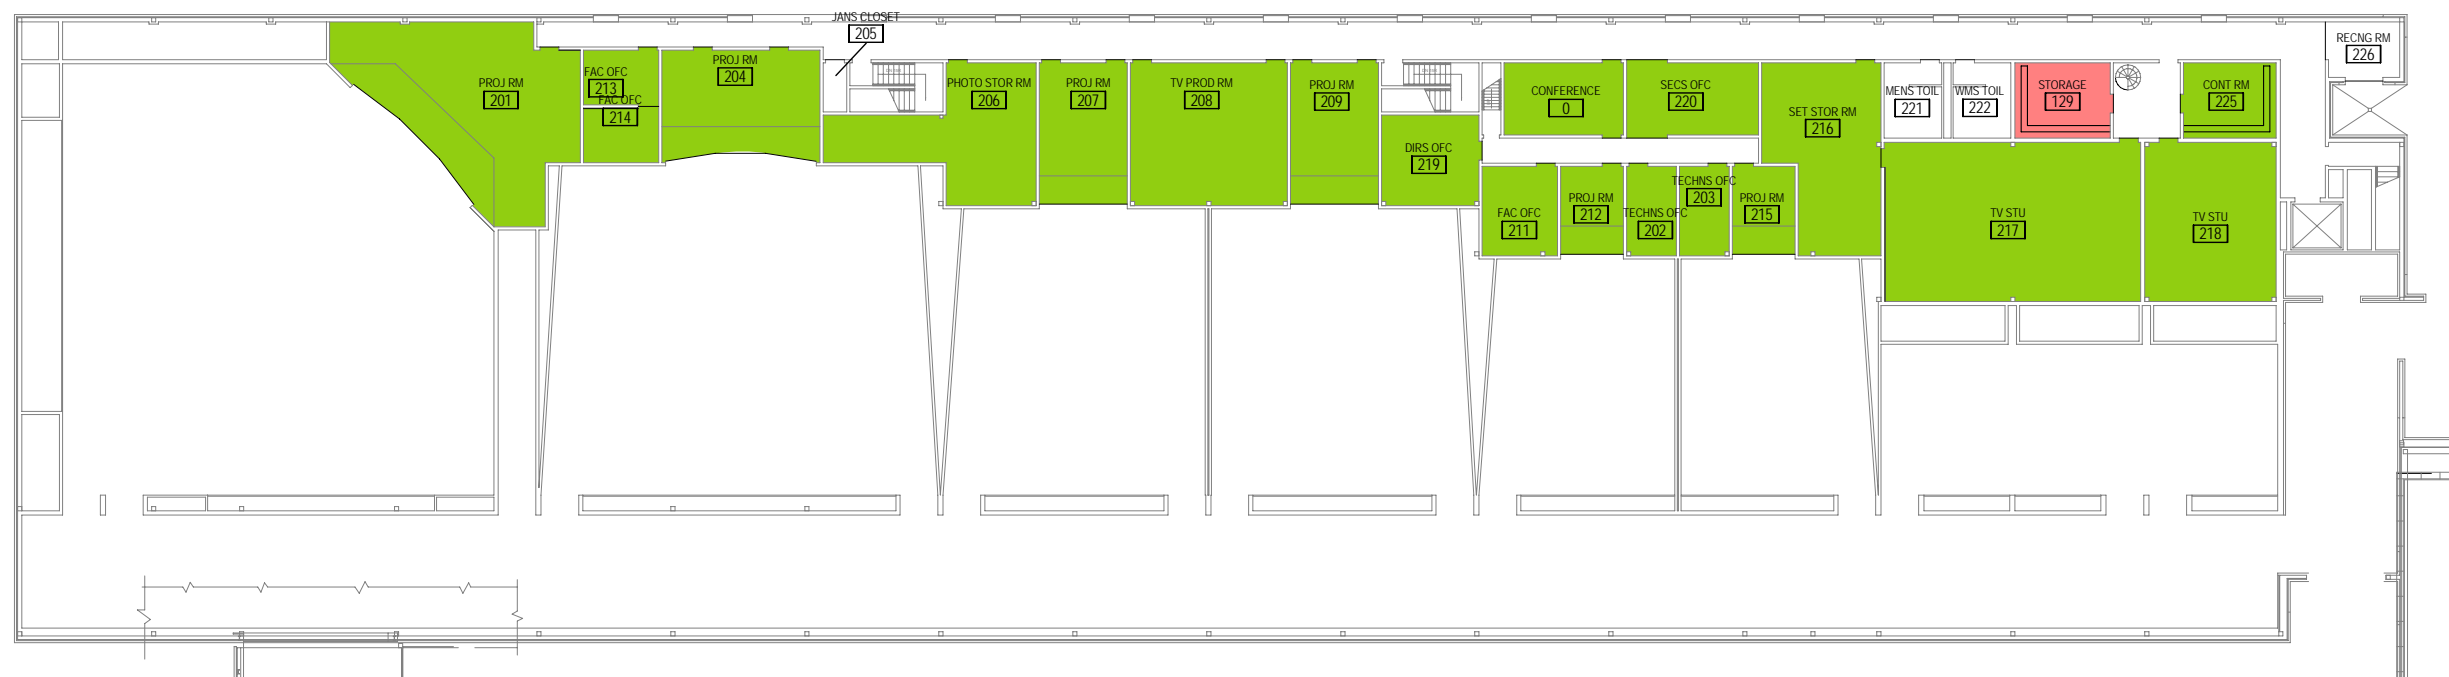 JANS CLOSET
205
RECNG RM
226
PROJ RM
201
FAC OFC
213
FAC OFC
214
PROJ RM
204
PHOTO STOR RM
206
PROJ RM
207
TV PROD RM
208
PROJ RM
209
DIRS OFC
219
CONFERENCE
0
SECS OFC
220
SET STOR RM
216
MENS TOIL
221
WMS TOIL
222
STORAGE
129
CONT RM
225
FAC OFC
211
PROJ RM
212
TECHNS OFC
202
TECHNS OFC
203
PROJ RM
215
TV STU
217
TV STU
218